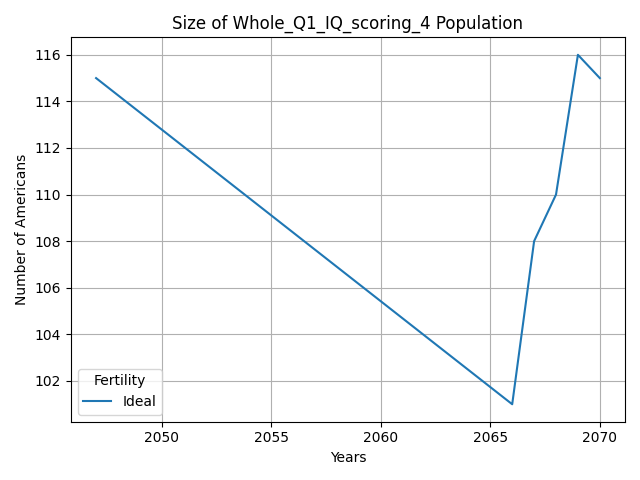 Size of Whole_Q1_IQ_scoring_4 Population
116
114
112
110
108
106
104
102
Number of Americans
Fertility
Ideal
2050 2055 2060 2065 2070
Years